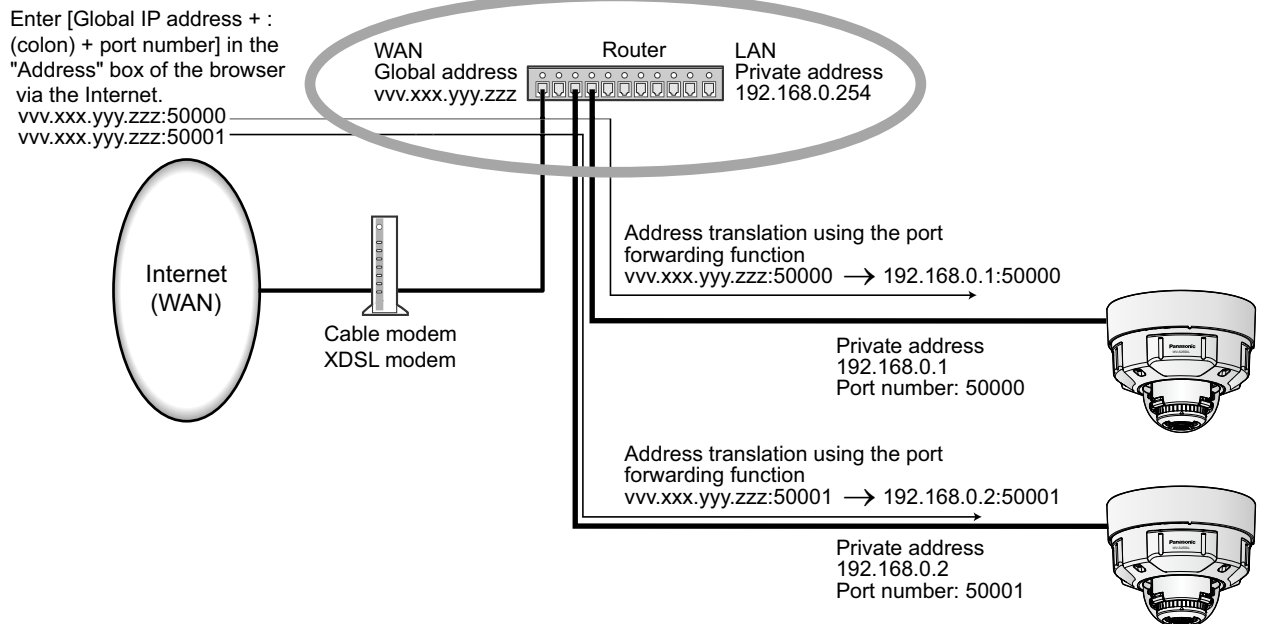 Enter [Global IP address + :
(colon) + port number] in the
"Address" box of the browser
via the Internet.
vvv.xxx.yyy.zzz:50000
vvv.xxx.yyy.zzz:50001
WAN
Global address
vvv.xxx.yyy.zzz
Router
LAN
Private address
192.168.0.254
Internet
(WAN)
Cable modem
XDSL modem
Address translation using the port
forwarding function
vvv.xxx.yyy.zzz:50000 → 192.168.0.1:50000
Private address
192.168.0.1
Port number: 50000
Panasonic
Address translation using the port
forwarding function
vvv.xxx.yyy.zzz:50001 → 192.168.0.2:50001
Private address
192.168.0.2
Port number: 50001
Panasonic